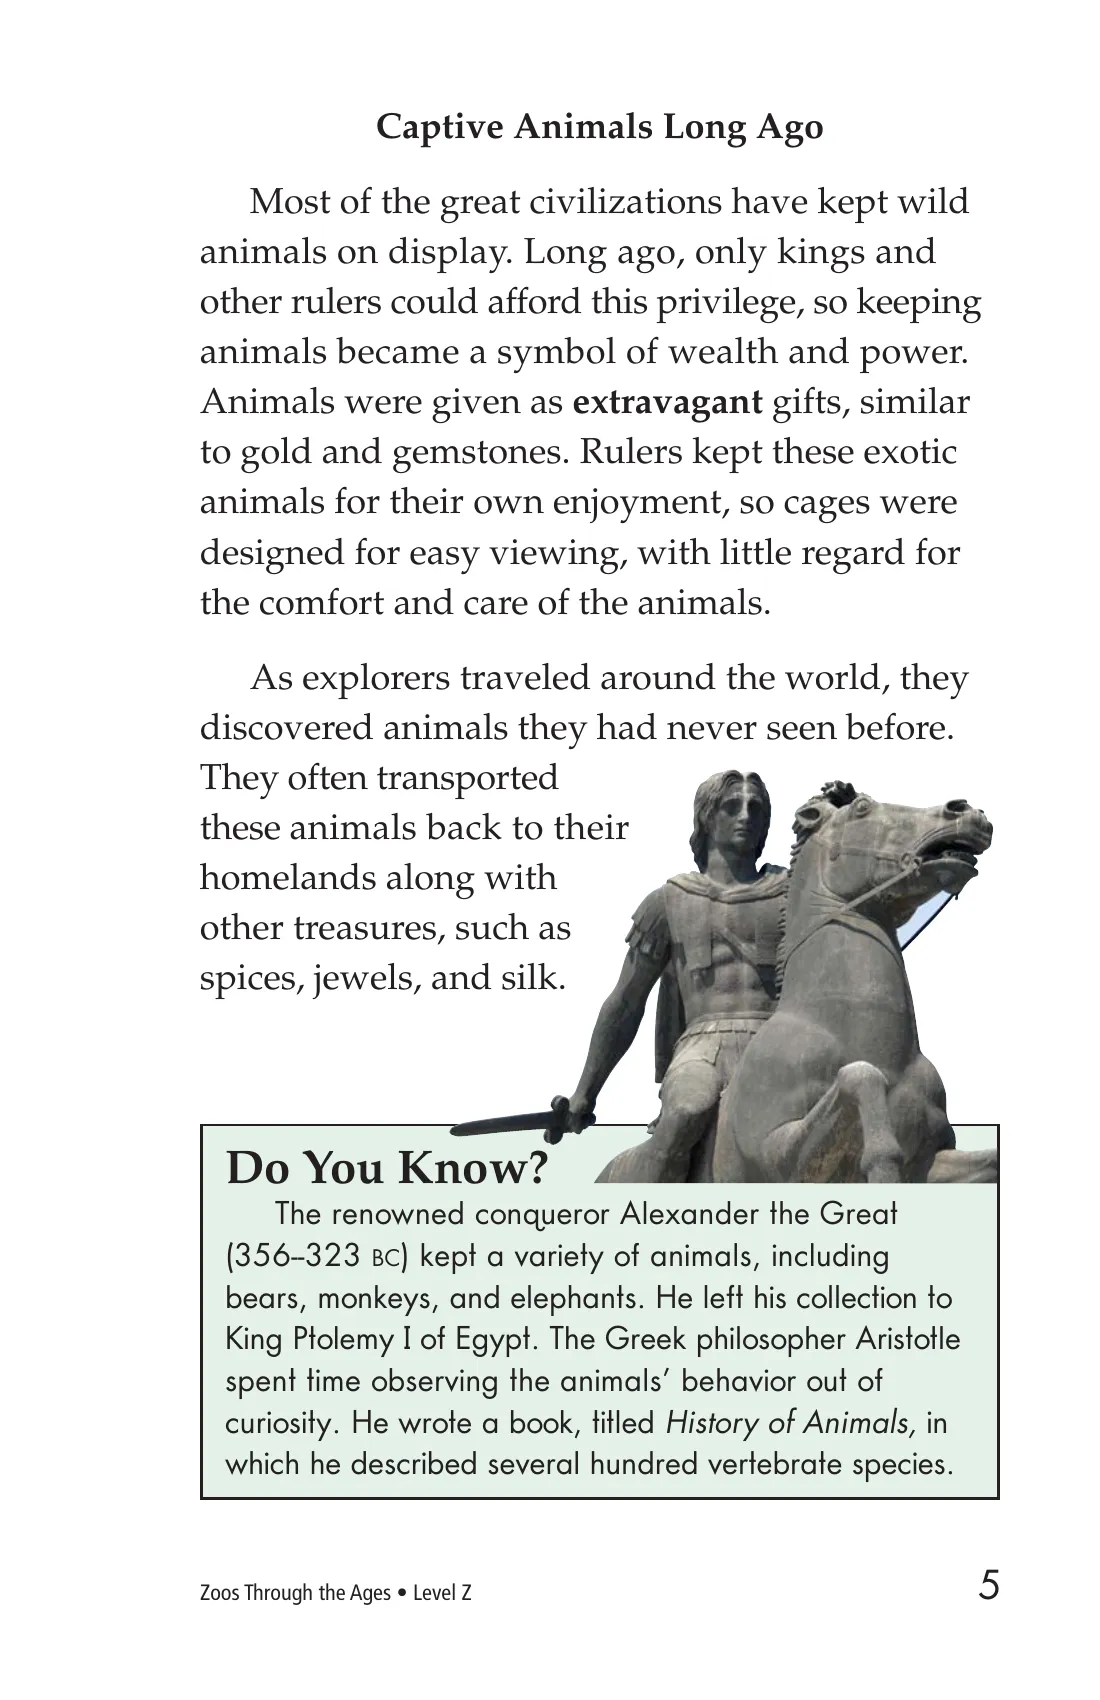 Captive Animals Long Ago
Most of the great civilizations have kept wild
animals on display. Long ago, only kings and
other rulers could afford this privilege, so keeping
animals became a symbol of wealth and power.
Animals were given as extravagant gifts, similar
to gold and gemstones. Rulers kept these exotic
animals for their own enjoyment, so cages were
designed for easy viewing, with little regard for
the comfort and care of the animals.
As explorers traveled around the world, they
discovered animals they had never seen before.
They often transported
these animals back to their
homelands along with
other treasures, such as
spices, jewels, and silk.
Do You Know?
The renowned conqueror Alexander the Great
(356–323 BC) kept a variety of animals, including
bears, monkeys, and elephants. He left his collection to
King Ptolemy I of Egypt. The Greek philosopher Aristotle
spent time observing the animals’ behavior out of
curiosity. He wrote a book, titled History of Animals, in
which he described several hundred vertebrate species.
Zoos Through the Ages • Level Z
5